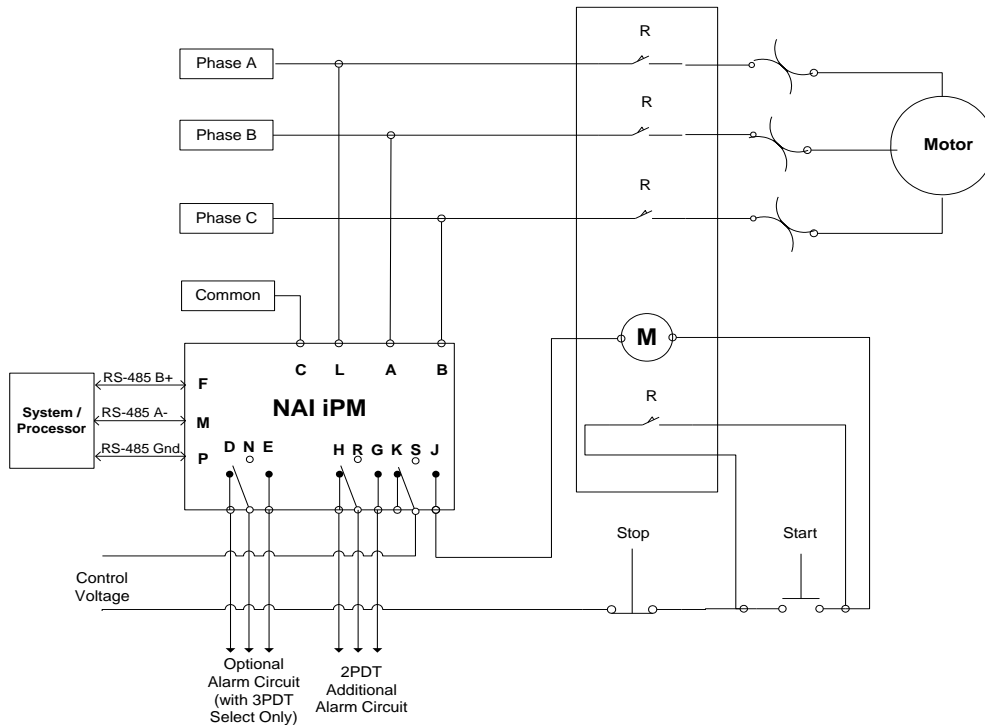 R
Phase A
R
Phase B
Motor
R
Phase C
Common
M
C L A B
RS-485 B+
F
NAI iPM
R
System /
Processor
RS-485 A-
M
RS-485 Gnd
P
D N E H R G K S J
Stop
Start
Control
Voltage
Optional
Alarm Circuit
(with 3PDT
Select Only)
2PDT
Additional
Alarm Circuit